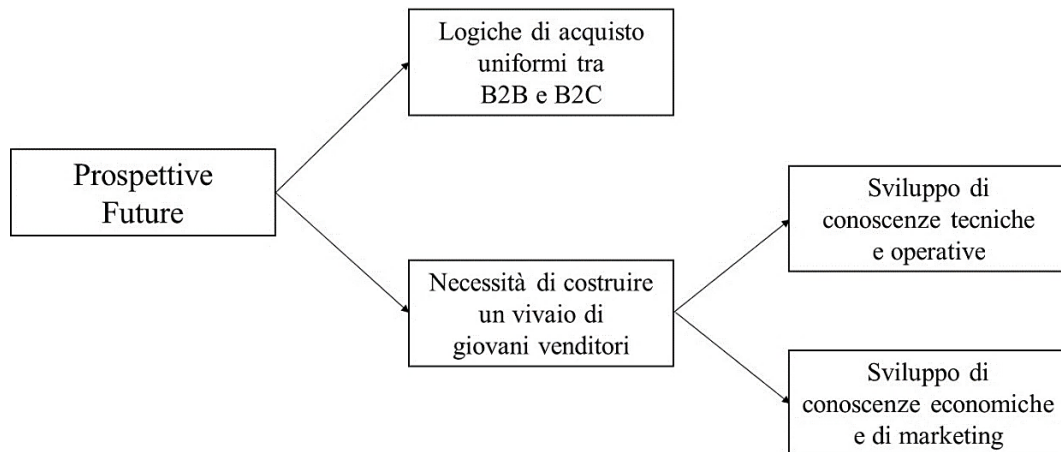 Logiche di acquisto
uniformi tra
B2B e B2C
Prospettive
Future
Necessità di costruire
un vivaio di
giovani venditori
Sviluppo di
conoscenze tecniche
e operative
Sviluppo di
conoscenze economiche
e di marketing